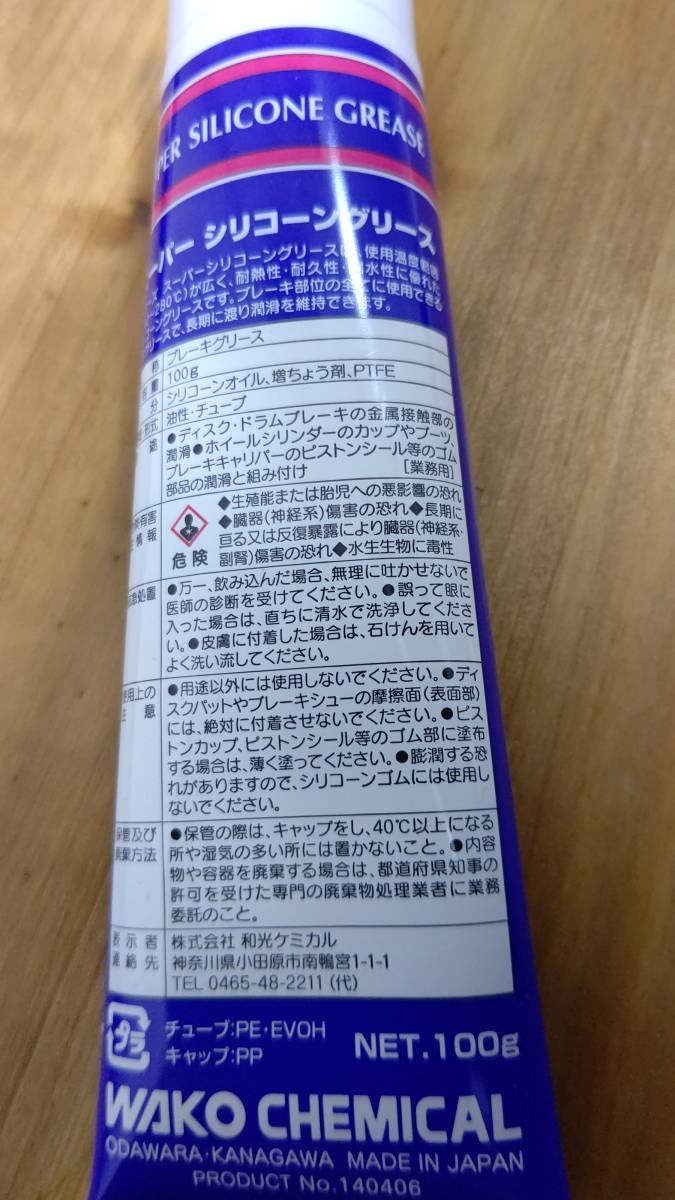 PER SILICONE GREASE
ーパー シリコーングリース
スーパーシリコーングリースは、使用温度範囲
280℃)が広く、耐熱性・耐久性・耐水性に優れた
コーングリースです。ブレーキ部位の全てに使用できる
グリースで、長期に渡り潤滑を維持できます。
称 ブレーキグリース
量 100g
分 シリコーンオイル、増ちょう剤、PTFE
形式 油性・チューブ
途 ●ディスク・ドラムブレーキの金属接触部の
潤滑●ホイールシリンダーのカップやブーツ、
ブレーキキャリパーのピストンシール等のゴム
部品の潤滑と組み付け [業務用]
有害
情報
危険
◆生殖能または胎児への悪影響の恐れ
◆臓器(神経系)傷害の恐れ◆長期に
亘る又は反復暴露により臓器(神経系・
副腎)傷害の恐れ◆水生生物に毒性
急処置 ●万一、飲み込んだ場合、無理に吐かせないで
医師の診断を受けてください。●誤って眼に
入った場合は、直ちに清水で洗浄してくださ
い。●皮膚に付着した場合は、石けんを用いて
よく洗い流してください。
使用上の
注意
●用途以外には使用しないでください。●ディ
スクパットやブレーキシューの摩擦面(表面部)
には、絶対に付着させないでください。●ピス
トンカップ、ピストンシール等のゴム部に塗布
する場合は、薄く塗ってください。●膨潤する恐
れがありますので、シリコーンゴムには使用し
ないでください。
保管及び
廃棄方法
●保管の際は、キャップをし、40℃以上になる
所や湿気の多い所には置かないこと。●内容
物や容器を廃棄する場合は、都道府県知事の
許可を受けた専門の廃棄物処理業者に業務
委託のこと。
表示者 株式会社 和光ケミカル
連絡先 神奈川県小田原市南鴨宮1-1-1
TEL 0465-48-2211 (代)
プラ
チューブ:PE・EVOH
キャップ:PP
NET.100g
WAKO CHEMICAL
ODAWARA・KANAGAWA MADE IN JAPAN
PRODUCT No.140406